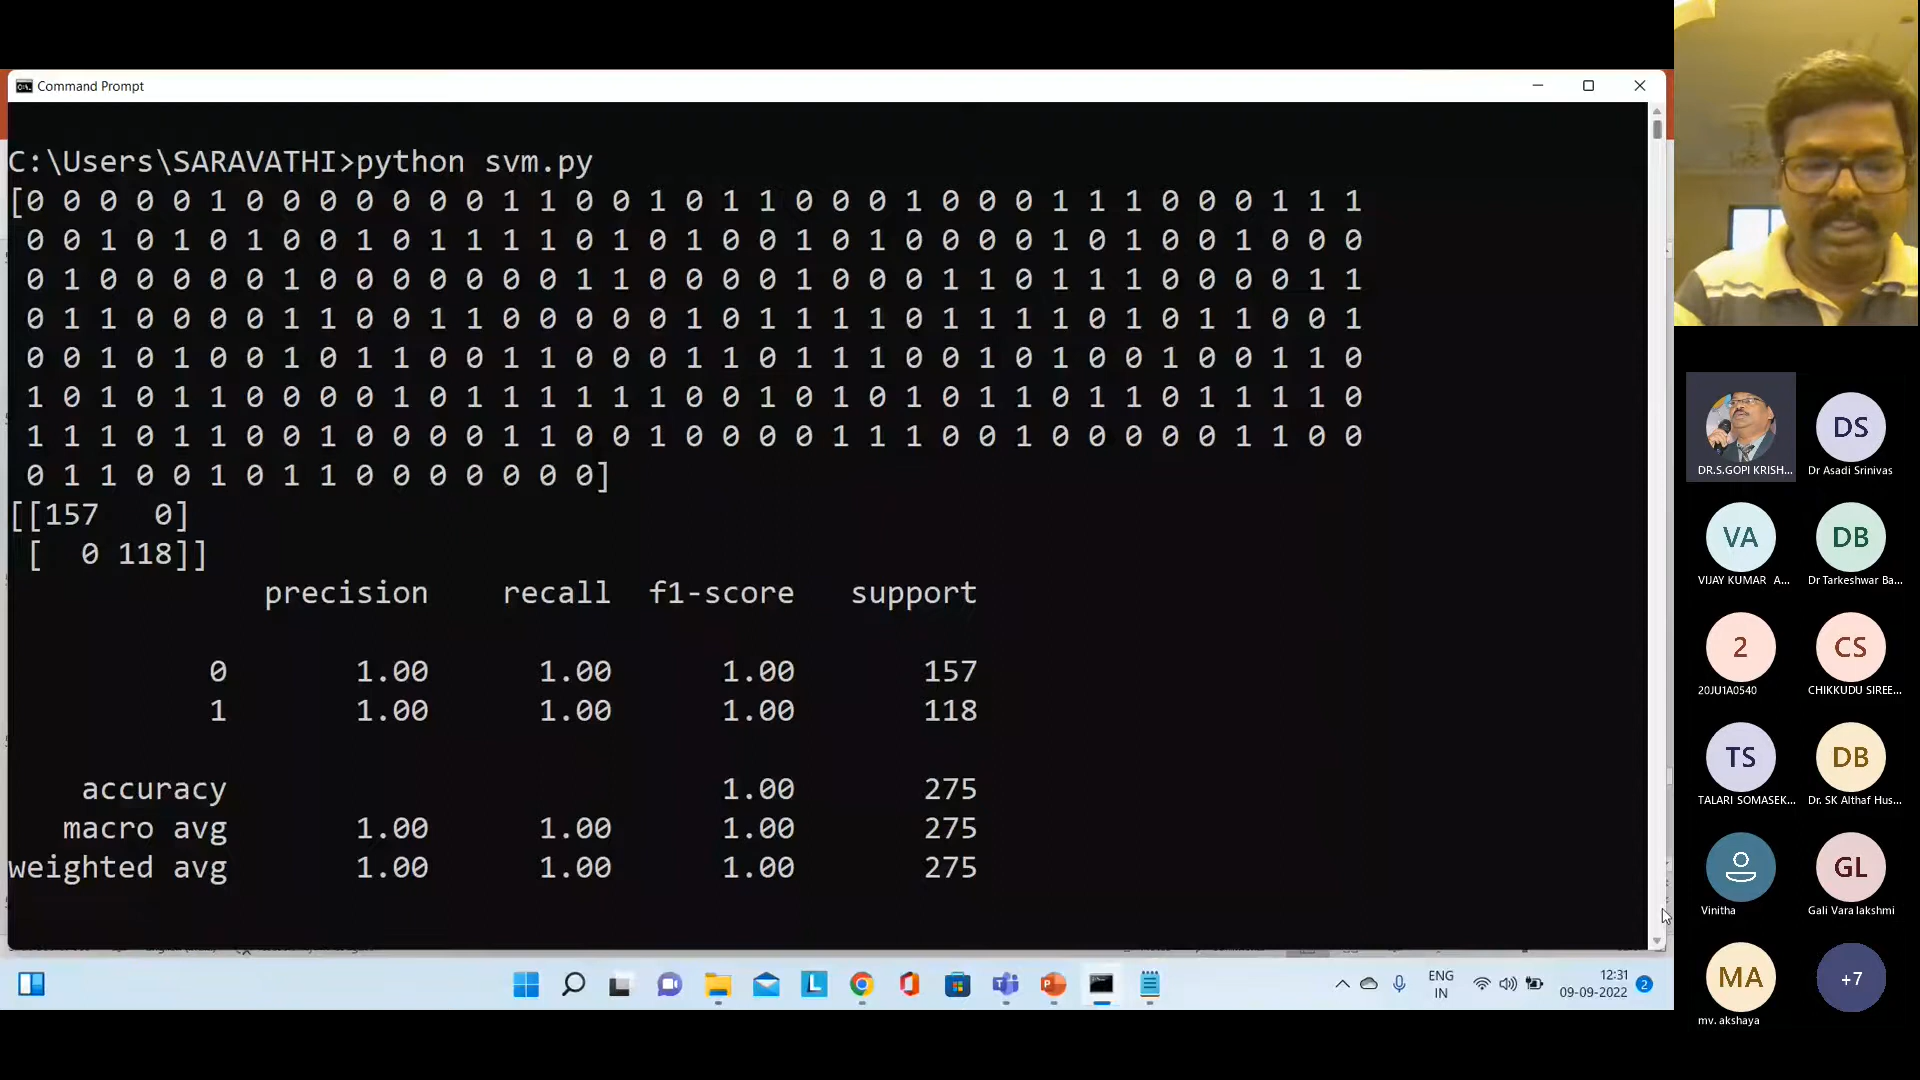 Command Prompt
C:\Users\SARAVATHI>python svm.py
[0 0 0 0 0 1 0 0 0 0 0 0 0 1 1 0 0 1 0 1 1 0 0 0 1 0 0 0 1 1 1 0 0 0 1 1 1
0 0 1 0 1 0 1 0 0 1 0 1 1 1 1 0 1 0 1 0 0 1 0 1 0 0 0 0 1 0 1 0 0 1 0 0 0
0 1 0 0 0 0 0 1 0 0 0 0 0 0 0 1 1 0 0 0 0 1 0 0 0 1 1 0 1 1 1 0 0 0 0 1 1
0 1 1 0 0 0 0 1 1 0 0 1 1 0 0 0 0 0 1 0 1 1 1 1 0 1 1 1 1 0 1 0 1 1 0 0 1
0 0 1 0 1 0 0 1 0 1 1 0 0 1 1 0 0 0 1 1 0 1 1 1 0 0 1 0 1 0 0 1 0 0 1 1 0
1 0 1 0 1 1 0 0 0 0 1 0 1 1 1 1 1 1 0 0 1 0 1 0 1 0 1 1 0 1 1 0 1 1 1 1 0
1 1 1 0 1 1 0 0 1 0 0 0 0 1 1 0 0 1 0 0 0 0 1 1 1 0 0 1 0 0 0 0 0 1 1 0 0
0 1 1 0 0 1 0 1 1 0 0 0 0 0 0 0]
[[157   0]
[  0 118]]
precision recall f1-score support
0 1.00 1.00 1.00 157
1 1.00 1.00 1.00 118
accuracy 1.00 275
macro avg 1.00 1.00 1.00 275
weighted avg 1.00 1.00 1.00 275
ENG
IN
12:31
09-09-2022
2
DR.S.GOPI KRISH...
DS
Dr Asadi Srinivas
VA
VIJAY KUMAR A...
DB
Dr Tarkeshwar Ba...
2
20JU1A0540
CS
CHIKKUDU SIREE...
TS
TALARI SOMASEK...
DB
Dr. SK Althaf Hus...
Vinitha
GL
Gali Vara lakshmi
MA
mv. akshaya
+7